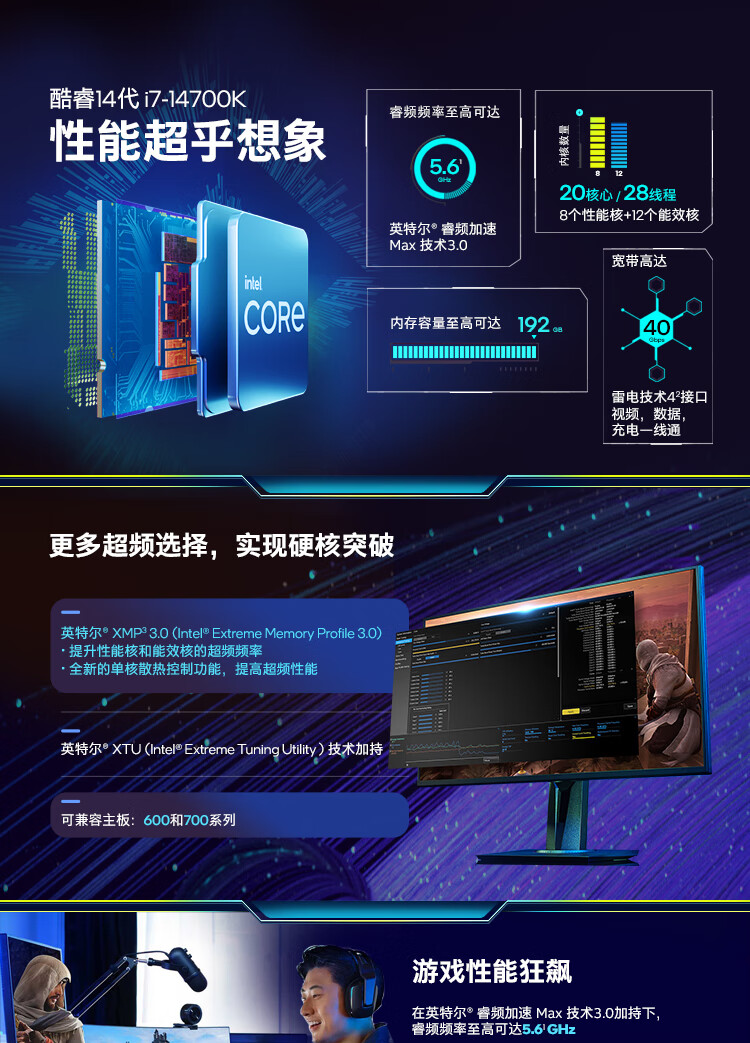 酷睿14代 i7-14700K
性能超乎想象
intel
CORE
睿频频率至高可达
5.6¹
GHz
英特尔® 睿频加速
Max 技术3.0
内核数量
8 12
20核心 / 28线程
8个性能核+12个能效核
内存容量至高可达 192 GB
宽带高达
40
Gbps
雷电技术4²接口
视频，数据，
充电一线通
更多超频选择，实现硬核突破
英特尔® XMP³ 3.0 (Intel® Extreme Memory Profile 3.0)
· 提升性能核和能效核的超频频率
· 全新的单核散热控制功能，提高超频性能
英特尔® XTU (Intel® Extreme Tuning Utility ) 技术加持
可兼容主板：600和700系列
游戏性能狂飙
在英特尔® 睿频加速 Max 技术3.0加持下，
睿频频率至高可达5.6¹ GHz